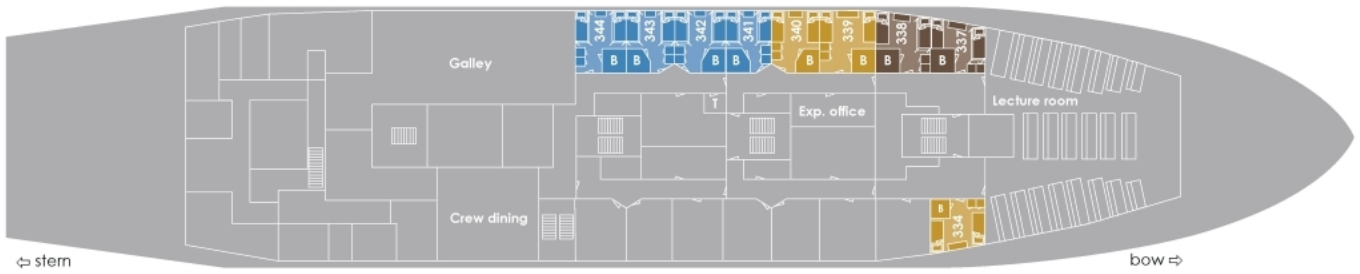 344 343 342 341 340 339 338 337
B B B B B B B B
Galley
T
Exp. office
Lecture room
Crew dining
B
334
⇦ stern
bow ⇨